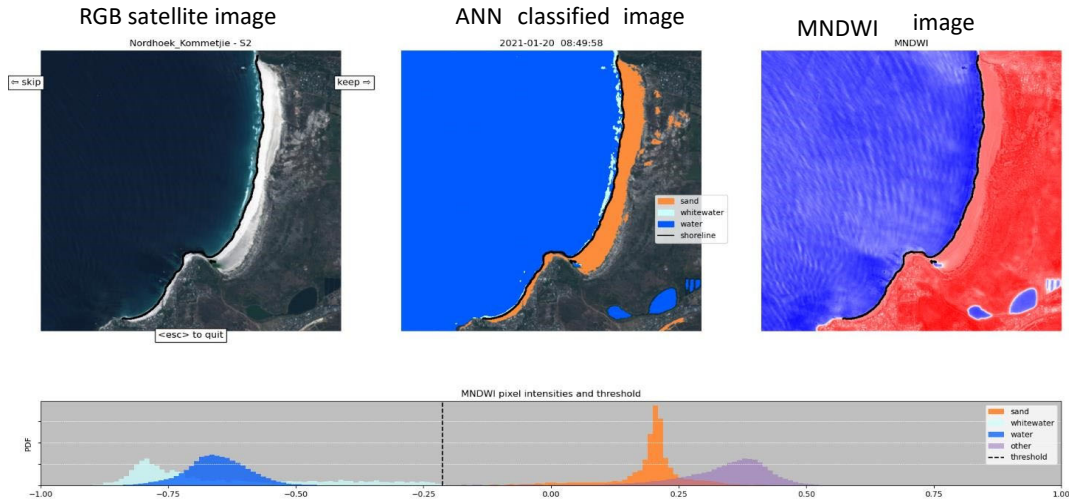 RGB satellite image
ANN classified image
MNDWI image
Nordhoek_Kommetjie - S2
2021-01-20 08:49:58
MNDWI
⇦ skip
keep ⇨
sand
whitewater
water
shoreline
<esc> to quit
MNDWI pixel intensities and threshold
PDF
sand
whitewater
water
other
threshold
−1.00 −0.75 −0.50 −0.25 0.00 0.25 0.50 0.75 1.00